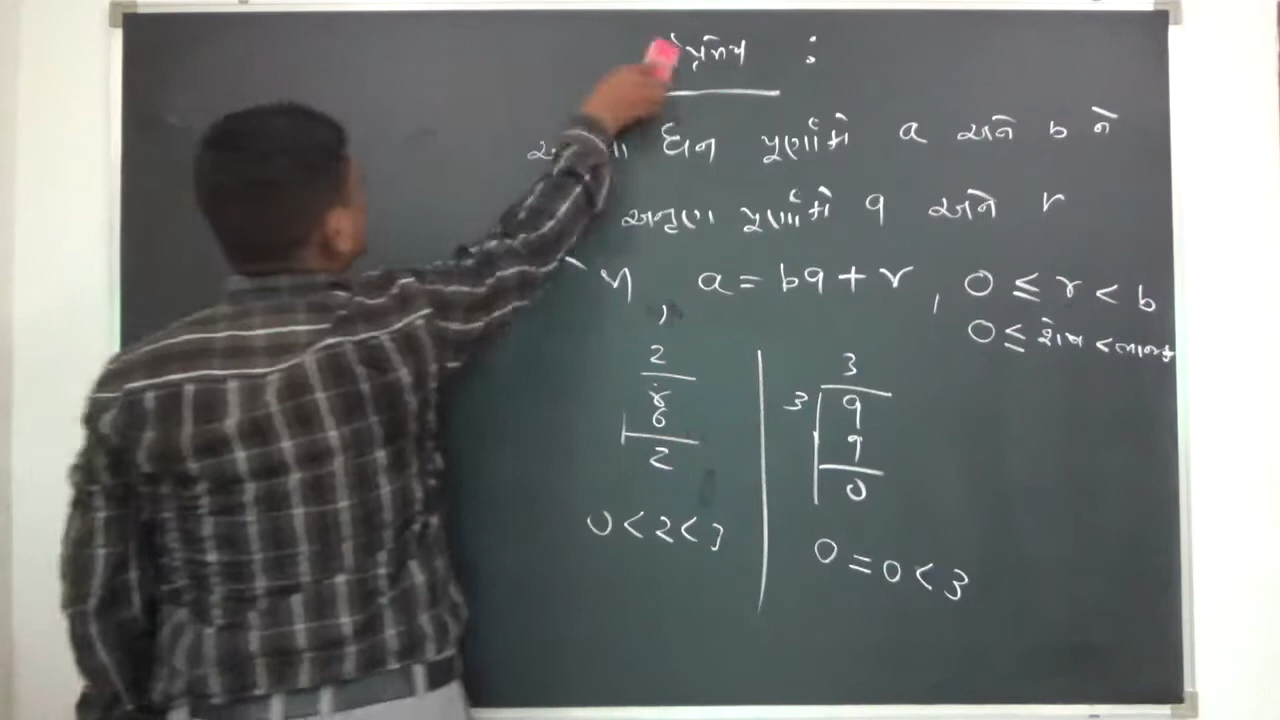 પ્રમેય :
ધન પૂર્ણાંકો a અને b ને
અનુરૂપ પૂર્ણાંકો q અને r
a = bq + r , 0 ≤ r < b
0 ≤ શેષ < ભાજક
2
8
6
2
0 < 2 < 3
3
3 9
9
0
0 = 0 < 3